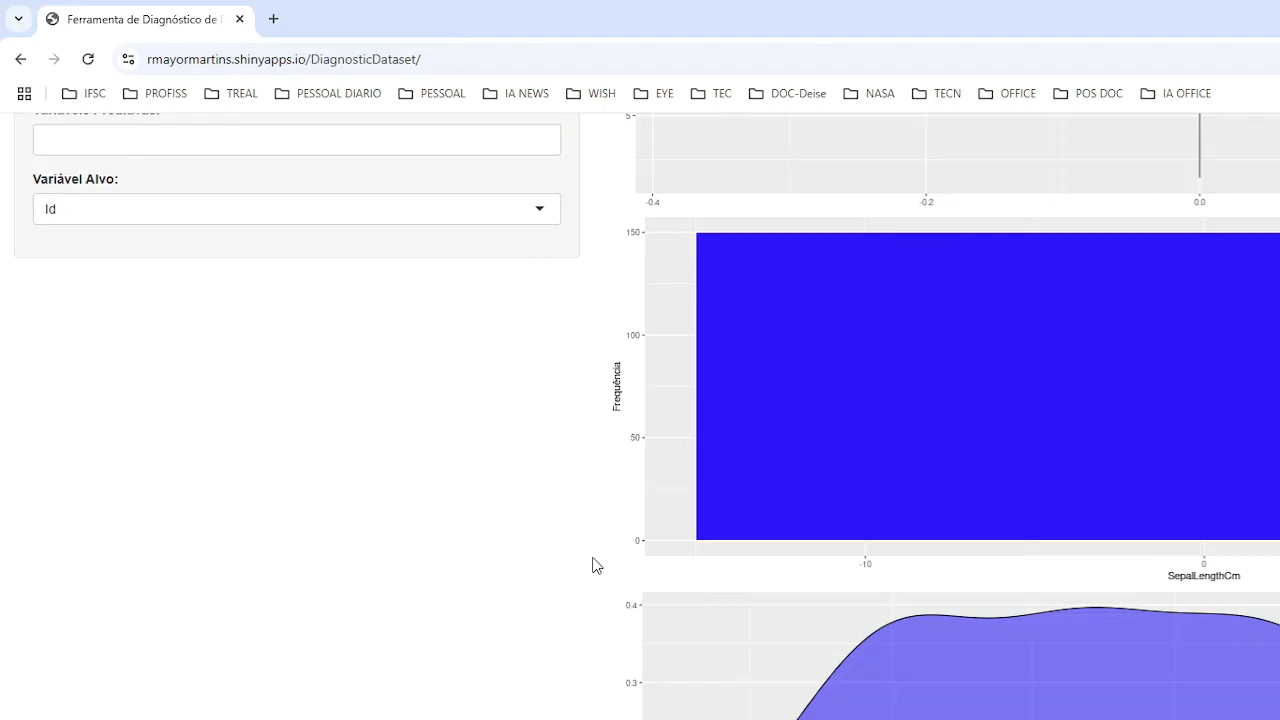 Ferramenta de Diagnóstico de
rmayormartins.shinyapps.io/DiagnosticDataset/
IFSC PROFISS TREAL PESSOAL DIARIO PESSOAL IA NEWS WISH EYE TEC DOC-Deise NASA TECN OFFICE POS DOC IA OFFICE
Variável Alvo:
Id
5
-0.4 -0.2 0.0
150
100
50
0
Frequência
-10 0
SepalLengthCm
0.4
0.3